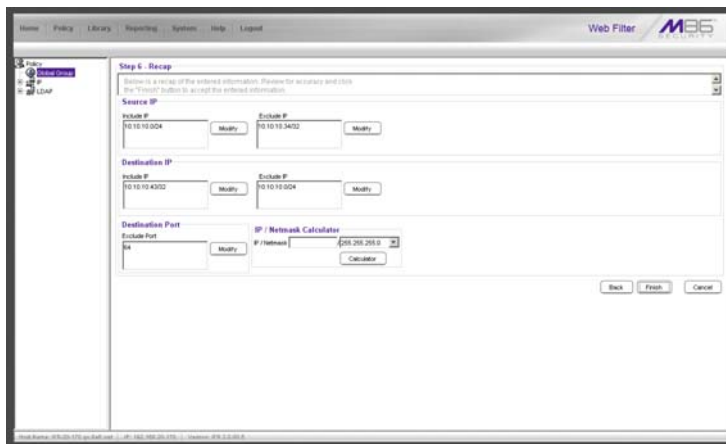 Home Policy Library Reporting System Help Logout
Web Filter M86 SECURITY
Policy
Global Group
IP
LDAP
Step 6 - Recap
Below is a recap of the entered information. Review for accuracy and click
the "Finish" button to accept the entered information.
Source IP
Include IP Exclude IP
10.10.10.0/24 Modify 10.10.10.34/32 Modify
Destination IP
Include IP Exclude IP
10.10.10.43/32 Modify 10.10.10.0/24 Modify
Destination Port IP / Netmask Calculator
Exclude Port
IP / Netmask /255.255.255.0
64 Modify
Calculator
Back Finish Cancel